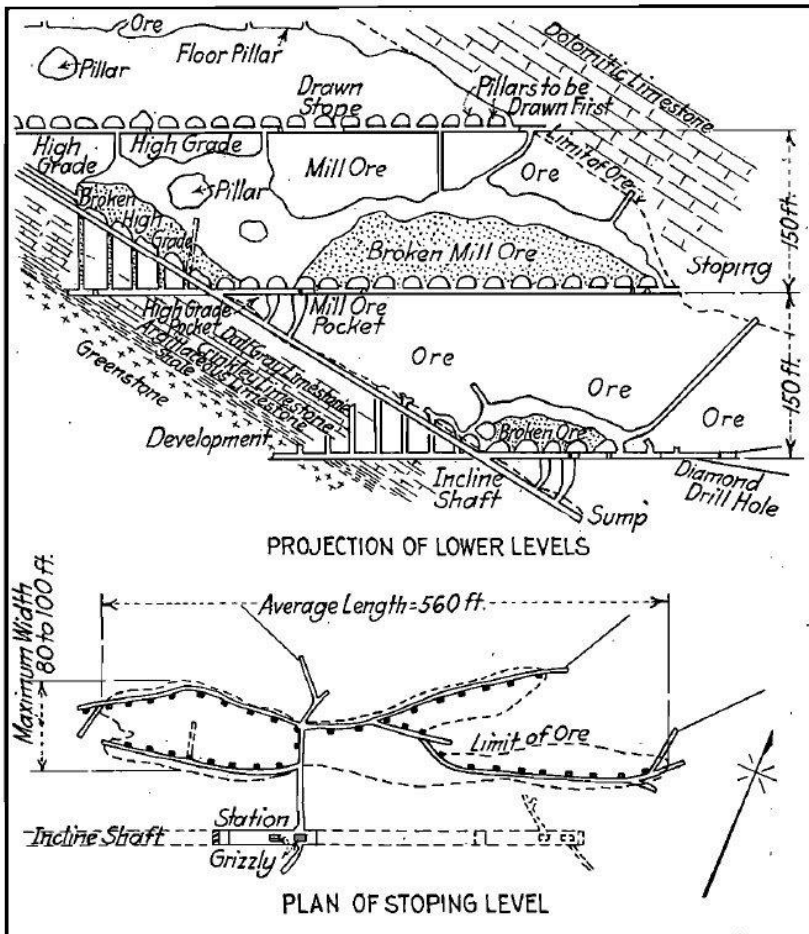 Ore
Floor Pillar
Pillar
Dolomitic Limestone
Drawn
Stope
Pillars to be
Drawn First
High
Grade
High Grade
Mill Ore
Limit of Ore
Ore
Pillar
150 ft.
Broken
High
Grade
Broken Mill Ore
Stoping
High Grade
Pocket
Mill Ore
Pocket
Dall Gray Limestone
Crinkley Limestone
Argillaceous Limestone
Shale
Greenstone
Ore
Ore
Ore
150 ft.
Development
Broken Ore
Incline
Shaft
Diamond
Drill Hole
Sump
PROJECTION OF LOWER LEVELS
Maximum Width
80 to 100 ft.
Average Length = 560 ft.
Limit of Ore
Station
Incline Shaft
Grizzly
PLAN OF STOPING LEVEL